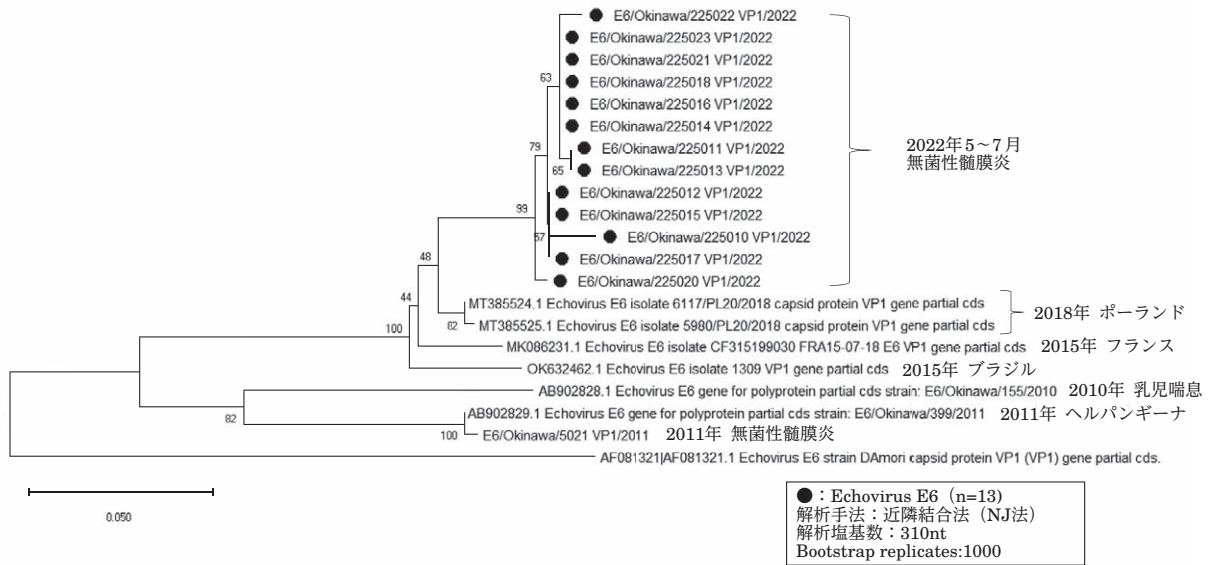 E6/Okinawa/225022 VP1/2022
E6/Okinawa/225023 VP1/2022
E6/Okinawa/225021 VP1/2022
63
E6/Okinawa/225018 VP1/2022
E6/Okinawa/225016 VP1/2022
E6/Okinawa/225014 VP1/2022
E6/Okinawa/225011 VP1/2022
2022年5~7月
無菌性髄膜炎
79
65
E6/Okinawa/225013 VP1/2022
E6/Okinawa/225012 VP1/2022
99
E6/Okinawa/225015 VP1/2022
57
E6/Okinawa/225010 VP1/2022
E6/Okinawa/225017 VP1/2022
48
E6/Okinawa/225020 VP1/2022
MT385524.1 Echovirus E6 isolate 6117/PL20/2018 capsid protein VP1 gene partial cds
2018年 ポーランド
44
82
MT385525.1 Echovirus E6 isolate 5980/PL20/2018 capsid protein VP1 gene partial cds
100
MK086231.1 Echovirus E6 isolate CF315199030 FRA15-07-18 E6 VP1 gene partial cds 2015年 フランス
OK632462.1 Echovirus E6 isolate 1309 VP1 gene partial cds 2015年 ブラジル
AB902828.1 Echovirus E6 gene for polyprotein partial cds strain: E6/Okinawa/155/2010 2010年 乳児喘息
82
AB902829.1 Echovirus E6 gene for polyprotein partial cds strain: E6/Okinawa/399/2011 2011年 ヘルパンギーナ
100
E6/Okinawa/5021 VP1/2011 2011年 無菌性髄膜炎
AF081321|AF081321.1 Echovirus E6 strain DAmori capsid protein VP1 (VP1) gene partial cds.
0.050
●：Echovirus E6（n=13）
解析手法：近隣結合法（NJ法）
解析塩基数：310nt
Bootstrap replicates:1000